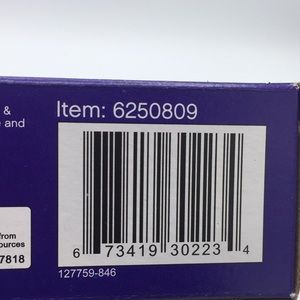 &
e and
Item: 6250809
6 73419 30223 4
127759-846
from
ources
7818